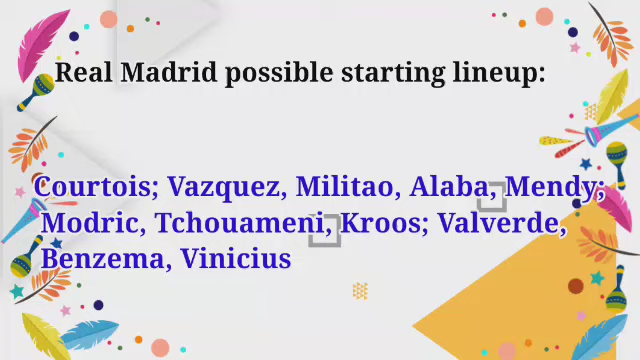 Real Madrid possible starting lineup:
Courtois; Vazquez, Militao, Alaba, Mendy;
Modric, Tchouameni, Kroos; Valverde,
Benzema, Vinicius